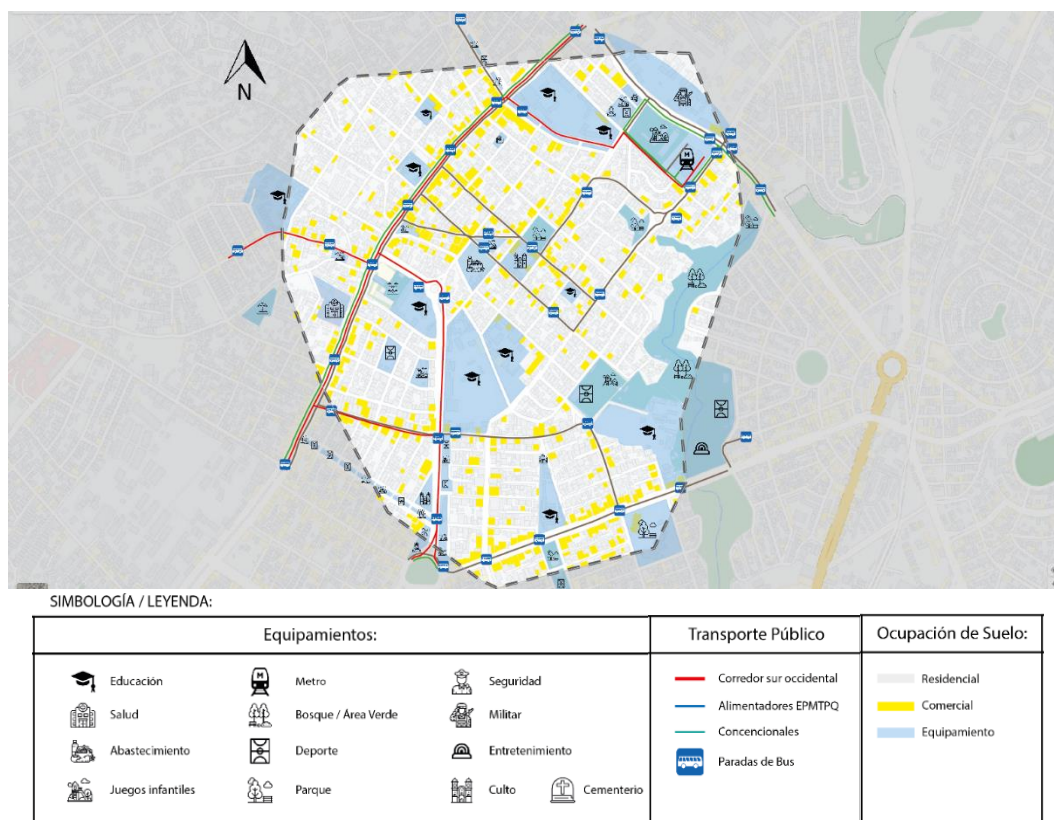 N
SIMBOLOGÍA / LEYENDA:
Equipamientos:
Transporte Público
Ocupación de Suelo:
Educación
Metro
Seguridad
Corredor sur occidental
Residencial
Salud
Bosque / Área Verde
Militar
Alimentadores EPMTPQ
Comercial
Abastecimiento
Deporte
Entretenimiento
Concencionales
Equipamiento
Juegos infantiles
Parque
Culto
Cementerio
Paradas de Bus